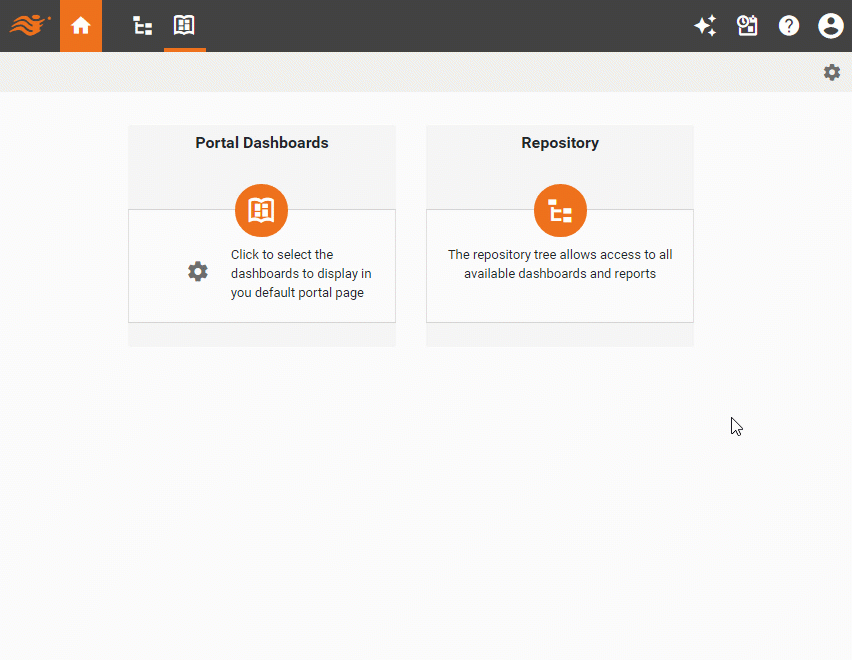 Portal Dashboards
Click to select the
dashboards to display in
you default portal page
Repository
The repository tree allows access to all
available dashboards and reports